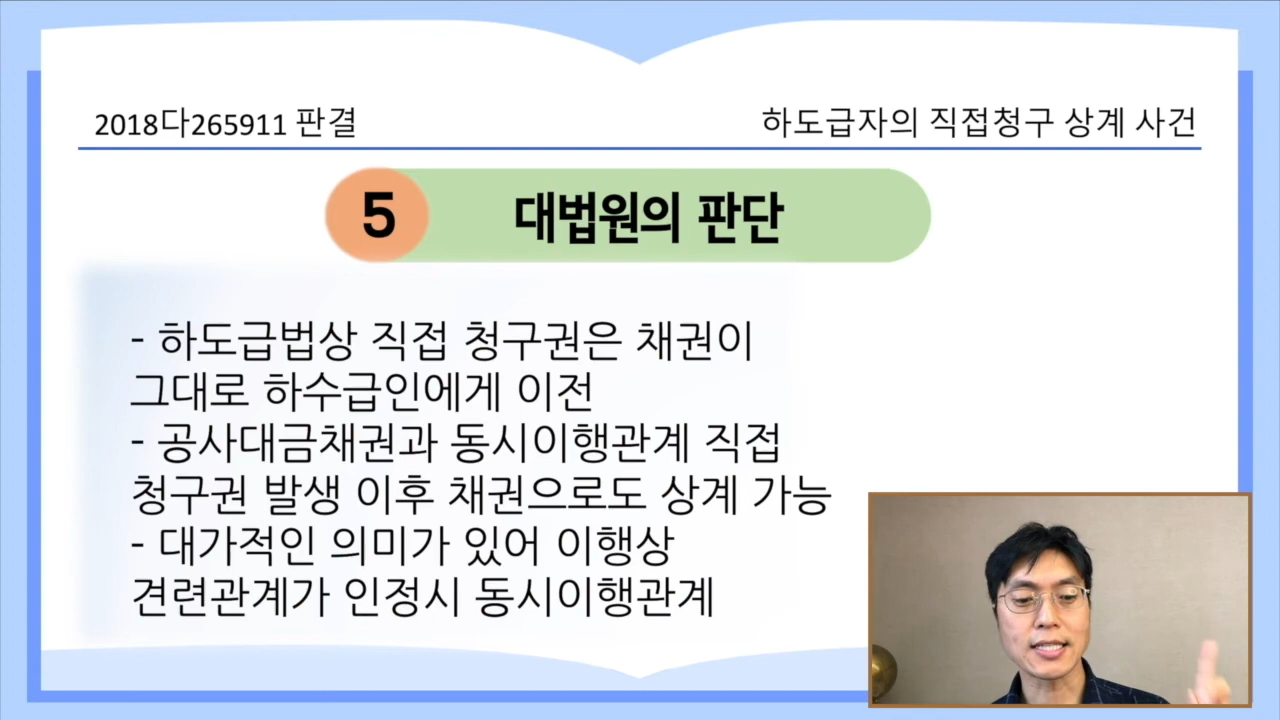 2018다265911 판결
하도급자의 직접청구 상계 사건
5 대법원의 판단
- 하도급법상 직접 청구권은 채권이
그대로 하수급인에게 이전
- 공사대금채권과 동시이행관계 직접
청구권 발생 이후 채권으로도 상계 가능
- 대가적인 의미가 있어 이행상
견련관계가 인정시 동시이행관계